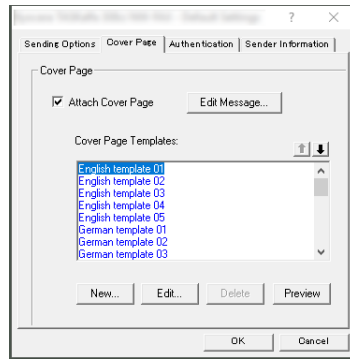 Default Settings
?
Sending Options Cover Page Authentication Sender Information
Cover Page
Attach Cover Page Edit Message...
Cover Page Templates:
English template 01
English template 02
English template 03
English template 04
English template 05
German template 01
German template 02
German template 03
New... Edit... Delete Preview
OK Cancel